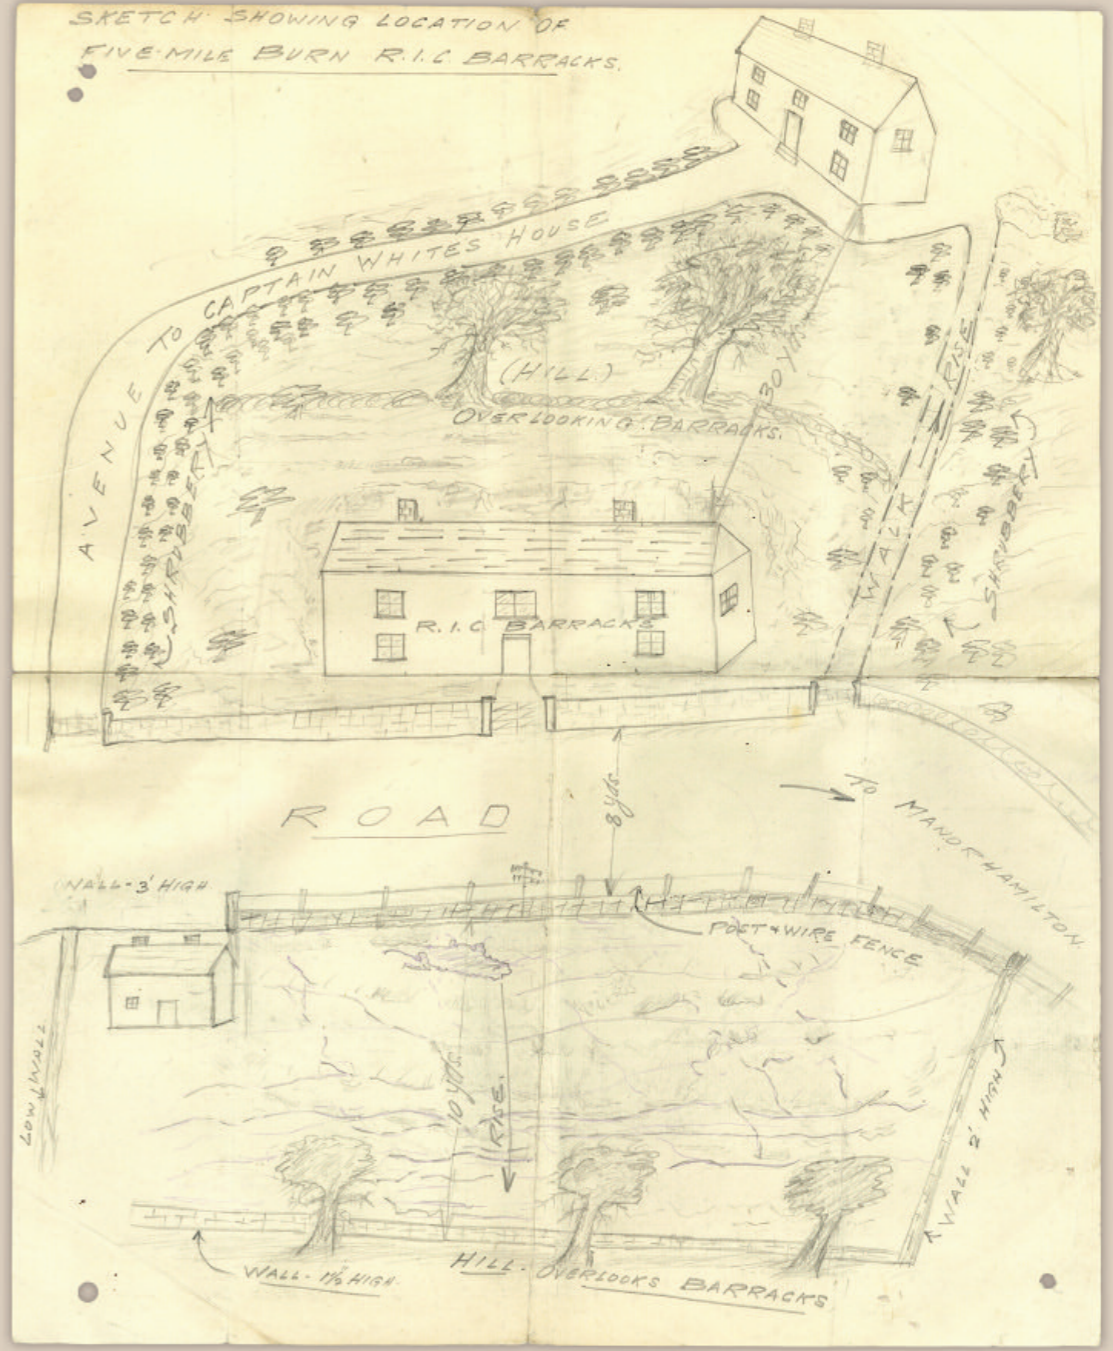 SKETCH SHOWING LOCATION OF
FIVE-MILE BURN R.I.C BARRACKS.
AVENUE TO CAPTAIN WHITES HOUSE
(HILL)
OVERLOOKING BARRACKS.
30 yds
RISE
WALK
SHRUBBERY
SHRUBBERY
R.I.C. BARRACKS
ROAD
8 yds
TO MANORHAMILTON.
WALL - 3' HIGH
POST & WIRE FENCE
LOW WALL
10 yds.
RISE.
WALL 2' HIGH
WALL - 1½' HIGH.
HILL. OVERLOOKS BARRACKS